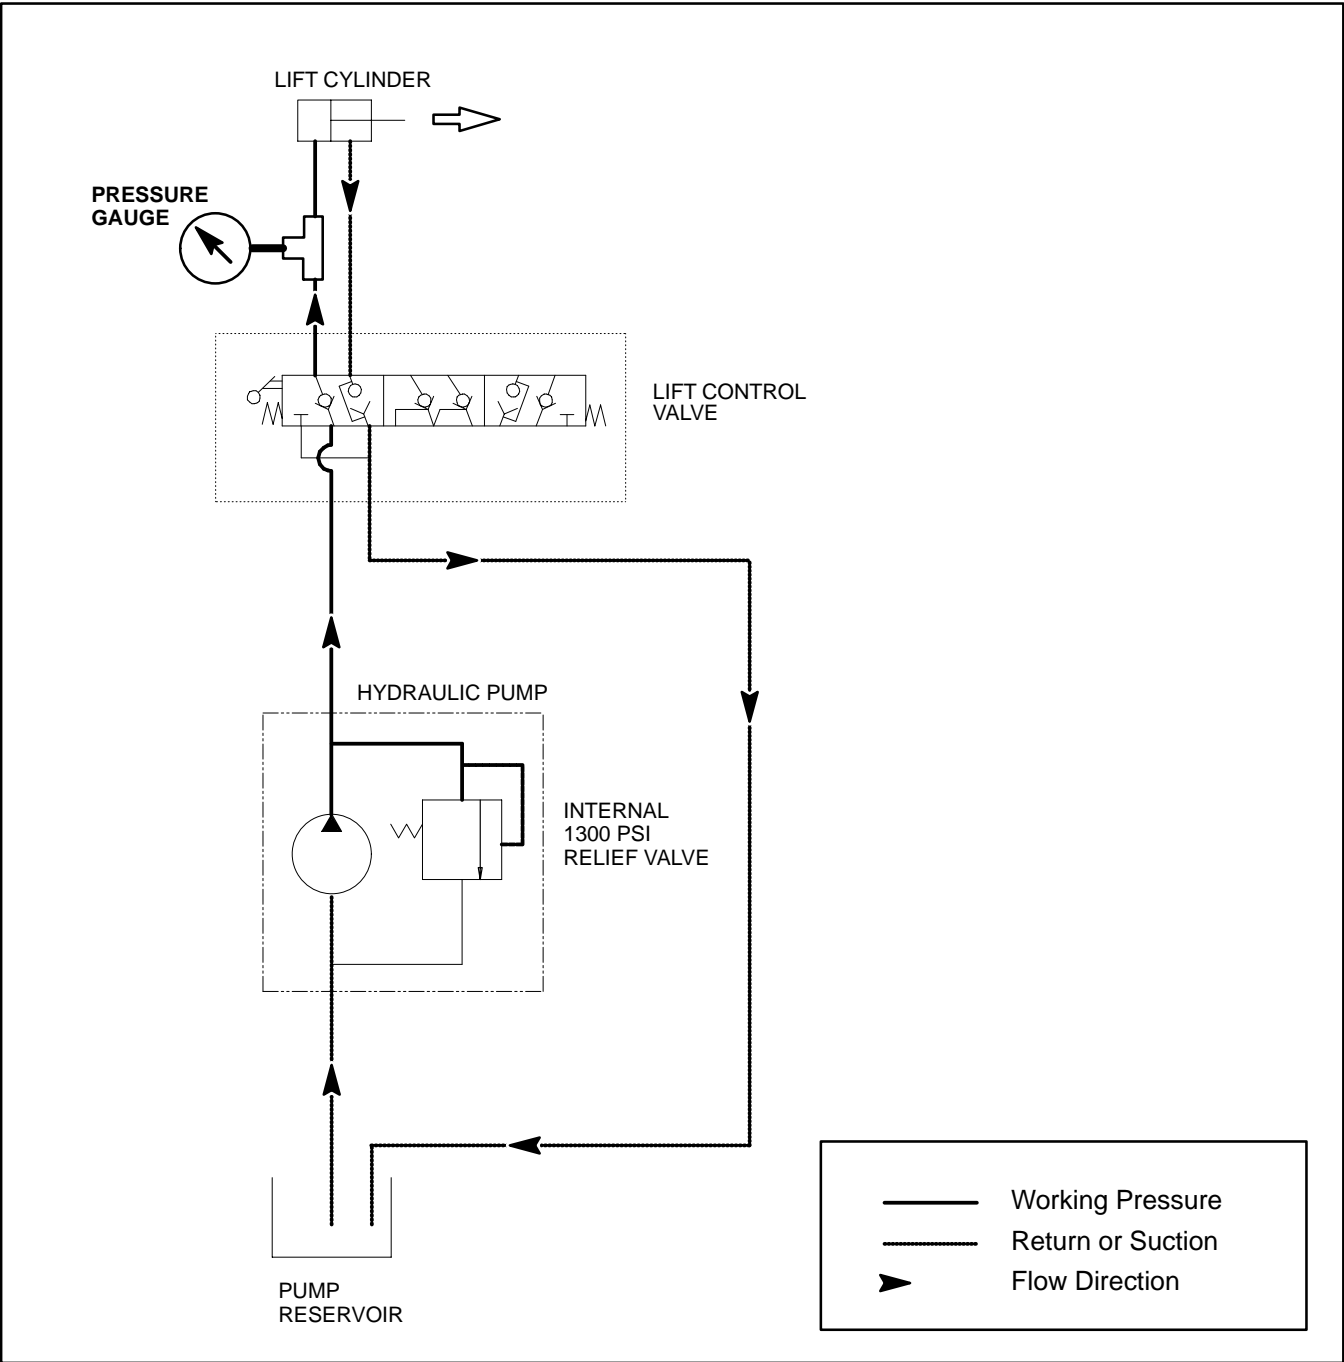 LIFT CYLINDER
PRESSURE
GAUGE
LIFT CONTROL
VALVE
HYDRAULIC PUMP
INTERNAL
1300 PSI
RELIEF VALVE
PUMP
RESERVOIR
Working Pressure
Return or Suction
Flow Direction